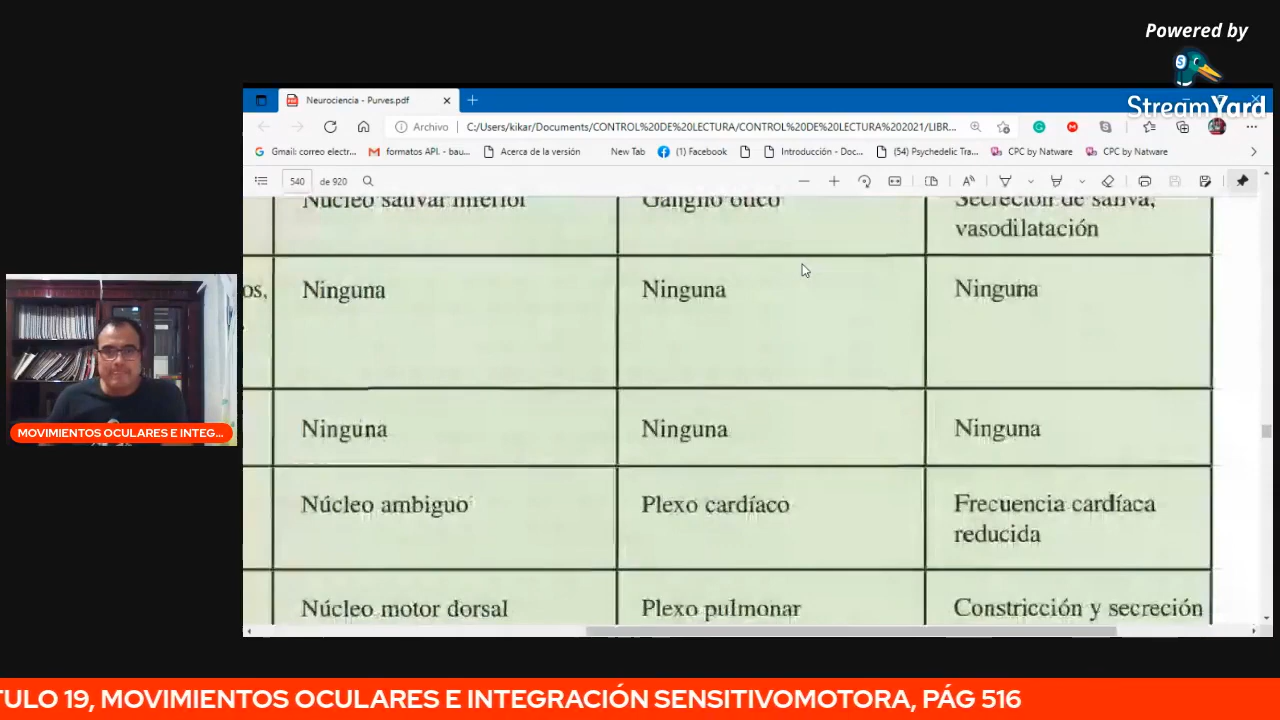 Powered by
StreamYard
Neurociencia - Purves.pdf
Archivo
C:/Users/kikar/Documents/CONTROL%20DE%20LECTURA/CONTROL%20DE%20LECTURA%202021/LIBR...
Gmail: correo electr...
formatos API. - bau...
Acerca de la versión
New Tab
(1) Facebook
Introducción - Doc...
(54) Psychedelic Tra...
CPC by Natware
CPC by Natware
540 de 920
Núcleo salivar inferior
Ganglio ótico
Secreción de saliva,
vasodilatación
os,
Ninguna
Ninguna
Ninguna
Ninguna
Ninguna
Ninguna
Núcleo ambiguo
Plexo cardíaco
Frecuencia cardíaca
reducida
Núcleo motor dorsal
Plexo pulmonar
Constricción y secreción
MOVIMIENTOS OCULARES E INTEG...
TULO 19, MOVIMIENTOS OCULARES E INTEGRACIÓN SENSITIVOMOTORA, PÁG 516